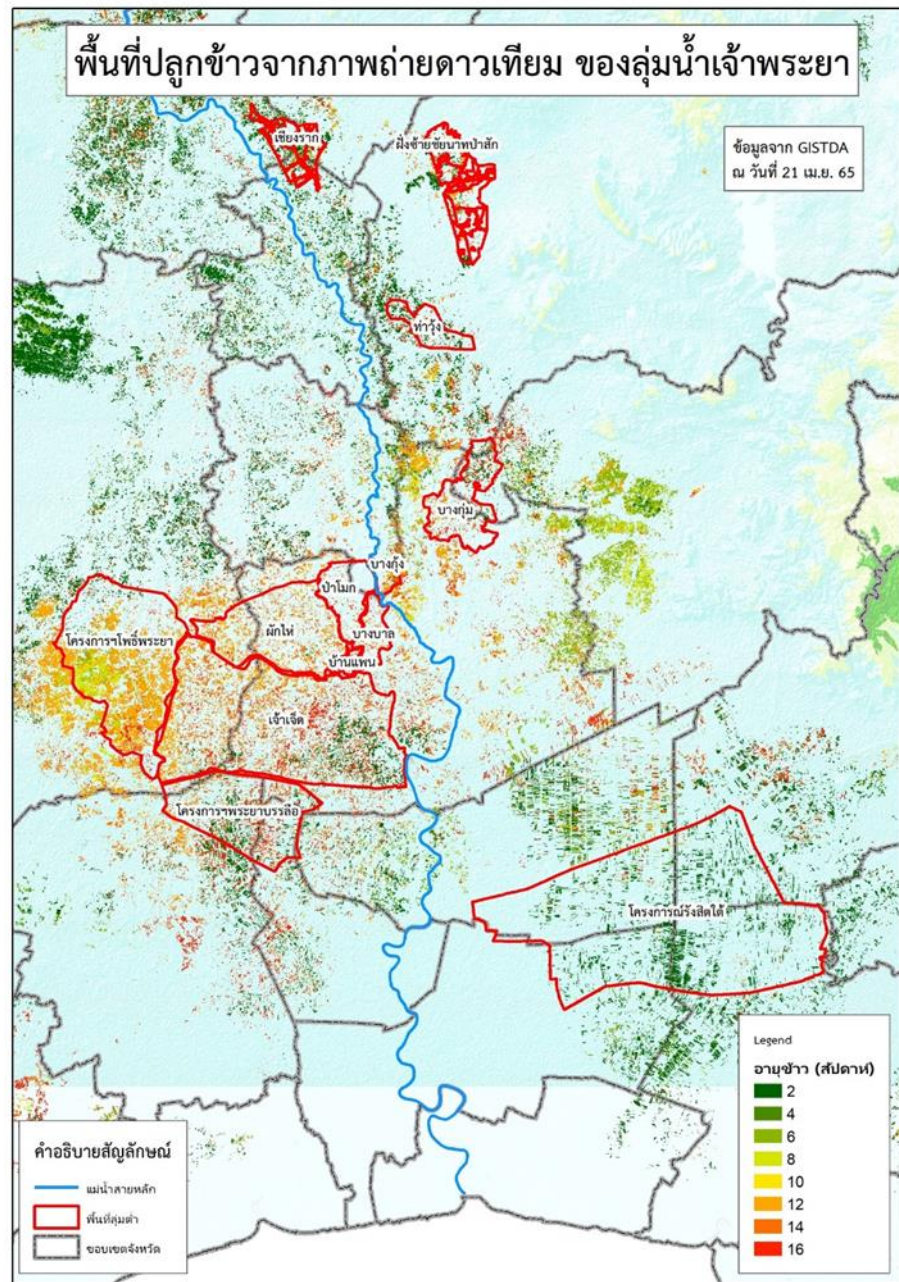 พื้นที่ปลูกข้าวจากภาพถ่ายดาวเทียม ของลุ่มน้ำเจ้าพระยา
ข้อมูลจาก GISTDA
ณ วันที่ 21 เม.ย. 65
เชียงราก
ฝั่งซ้ายชัยนาทป่าสัก
ท่าวุ้ง
บางกุ่ม
บางกุ้ง
ป่าโมก
ผักไห่
บางบาล
โครงการฯโพธิ์พระยา
บ้านแพน
เจ้าเจ็ด
โครงการฯพระยาบรรลือ
โครงการณ์รังสิตใต้
คำอธิบายสัญลักษณ์
แม่น้ำสายหลัก
พื้นที่ลุ่มต่ำ
ขอบเขตจังหวัด
Legend
อายุข้าว (สัปดาห์)
2
4
6
8
10
12
14
16